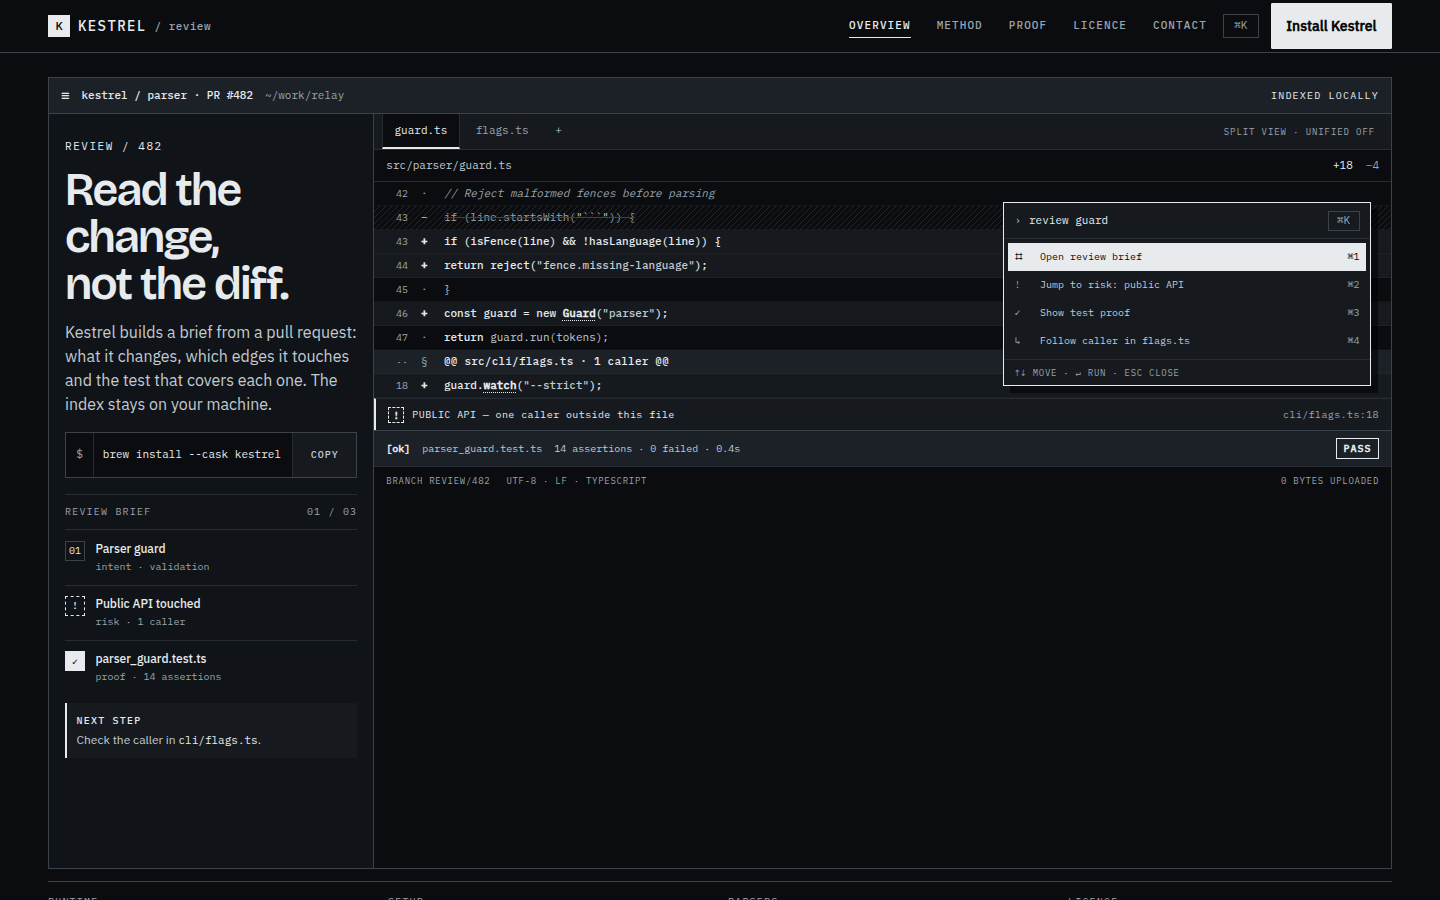 K KESTREL / review
OVERVIEW METHOD PROOF LICENCE CONTACT ⌘K Install Kestrel
≡ kestrel / parser · PR #482 ~/work/relay
INDEXED LOCALLY
REVIEW / 482
Read the
change,
not the diff.
Kestrel builds a brief from a pull request:
what it changes, which edges it touches
and the test that covers each one. The
index stays on your machine.
$ brew install --cask kestrel COPY
REVIEW BRIEF 01 / 03
01 Parser guard
intent · validation
! Public API touched
risk · 1 caller
✓ parser_guard.test.ts
proof · 14 assertions
NEXT STEP
Check the caller in cli/flags.ts.
guard.ts flags.ts +
SPLIT VIEW · UNIFIED OFF
src/parser/guard.ts +18 −4
42 · // Reject malformed fences before parsing
43 − if (line.startsWith("```")) {
43 + if (isFence(line) && !hasLanguage(line)) {
44 + return reject("fence.missing-language");
45 · }
46 + const guard = new Guard("parser");
47 · return guard.run(tokens);
-- § @@ src/cli/flags.ts · 1 caller @@
18 + guard.watch("--strict");
› review guard ⌘K
⌗ Open review brief ⌘1
! Jump to risk: public API ⌘2
✓ Show test proof ⌘3
↳ Follow caller in flags.ts ⌘4
↑↓ MOVE · ↵ RUN · ESC CLOSE
! PUBLIC API — one caller outside this file cli/flags.ts:18
[ok] parser_guard.test.ts 14 assertions · 0 failed · 0.4s PASS
BRANCH REVIEW/482 UTF-8 · LF · TYPESCRIPT 0 BYTES UPLOADED
RUNTIME SETUP PARSERS LICENCE